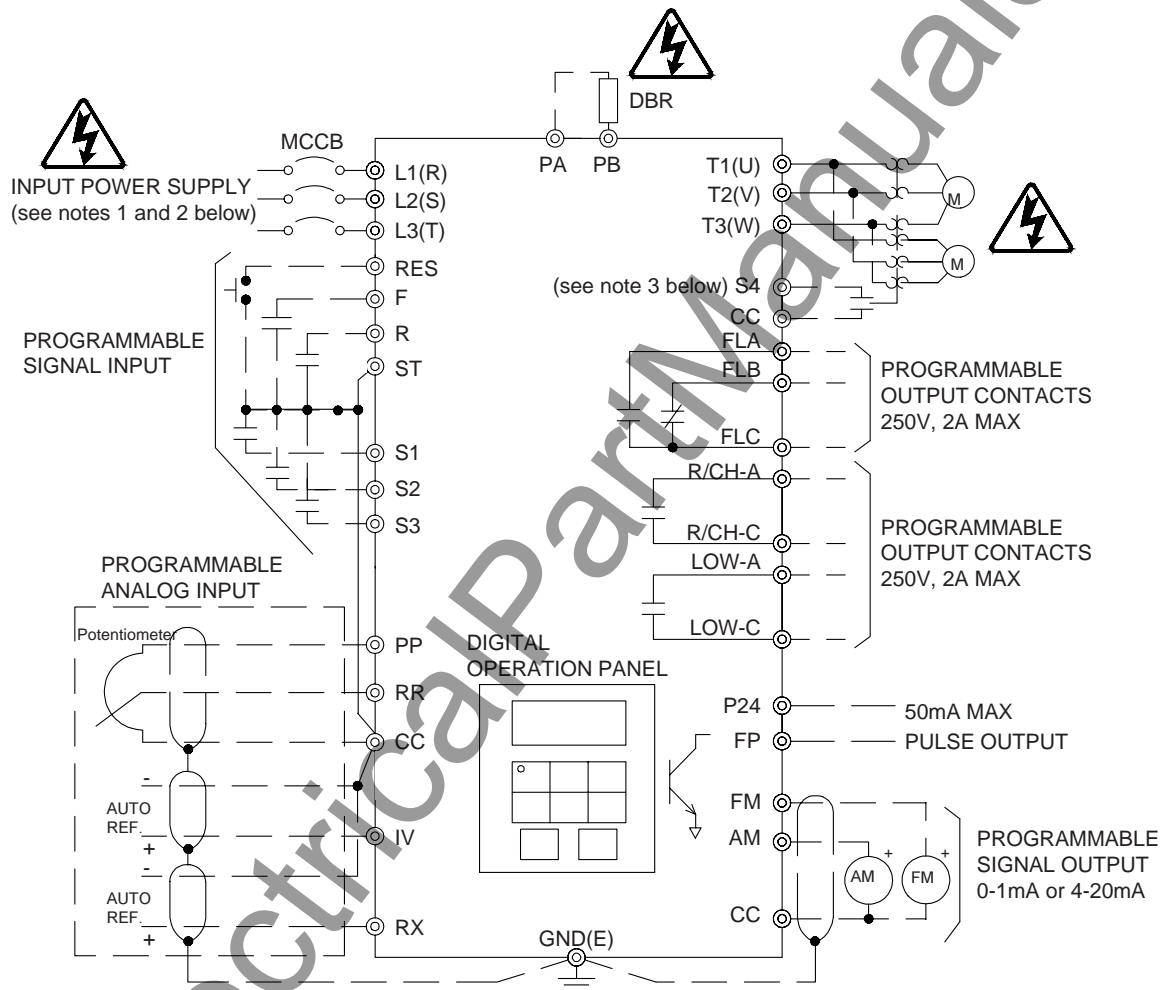 DBR
MCCB
PA PB
INPUT POWER SUPPLY
(see notes 1 and 2 below)
L1(R)
L2(S)
L3(T)
T1(U)
T2(V)
T3(W)
M
M
RES
F
R
ST
PROGRAMMABLE
SIGNAL INPUT
S1
S2
S3
(see note 3 below) S4
CC
FLA
FLB
FLC
PROGRAMMABLE
OUTPUT CONTACTS
250V, 2A MAX
R/CH-A
R/CH-C
LOW-A
LOW-C
PROGRAMMABLE
OUTPUT CONTACTS
250V, 2A MAX
PROGRAMMABLE
ANALOG INPUT
Potentiometer
PP
RR
CC
-
AUTO
REF.
+
IV
-
AUTO
REF.
+
RX
DIGITAL
OPERATION PANEL
P24
50mA MAX
FP
PULSE OUTPUT
FM
AM
CC
+
AM
+
FM
PROGRAMMABLE
SIGNAL OUTPUT
0-1mA or 4-20mA
GND(E)
ectricalPartManual